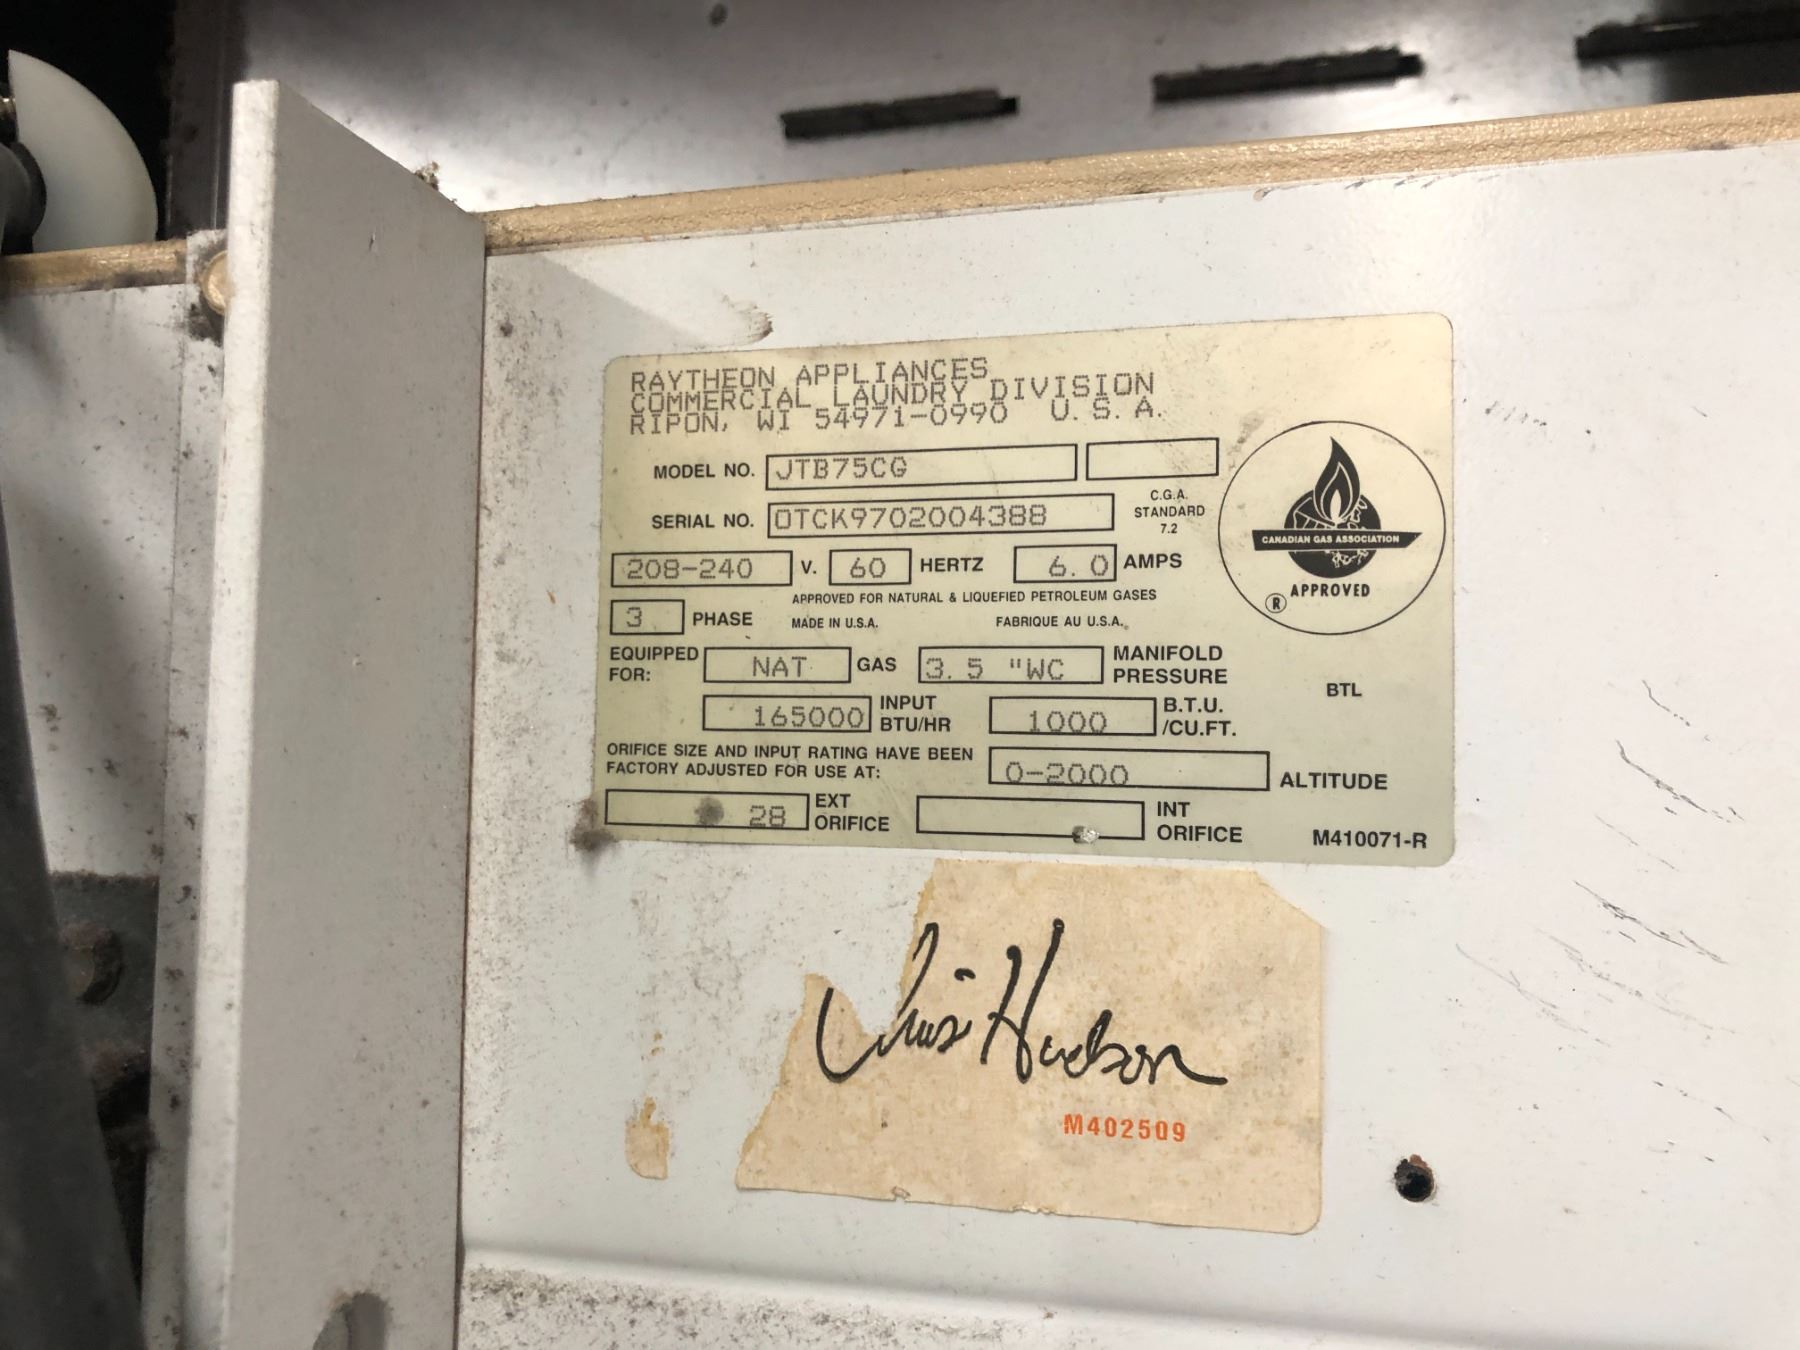 RAYTHEON APPLIANCES
COMMERCIAL LAUNDRY DIVISION
RIPON, WI 54971-0990 U. S. A.
MODEL NO. JTB75CG
SERIAL NO. 0TCK9702004388
C.G.A.
STANDARD
7.2
CANADIAN GAS ASSOCIATION
® APPROVED
208-240 V. 60 HERTZ 6.0 AMPS
APPROVED FOR NATURAL & LIQUEFIED PETROLEUM GASES
3 PHASE MADE IN U.S.A. FABRIQUE AU U.S.A.
EQUIPPED FOR: NAT GAS 3.5 "WC MANIFOLD PRESSURE
BTL
165000 INPUT BTU/HR 1000 B.T.U. /CU.FT.
ORIFICE SIZE AND INPUT RATING HAVE BEEN
FACTORY ADJUSTED FOR USE AT: 0-2000 ALTITUDE
28 EXT ORIFICE INT ORIFICE M410071-R
Chris Hudson
M402509